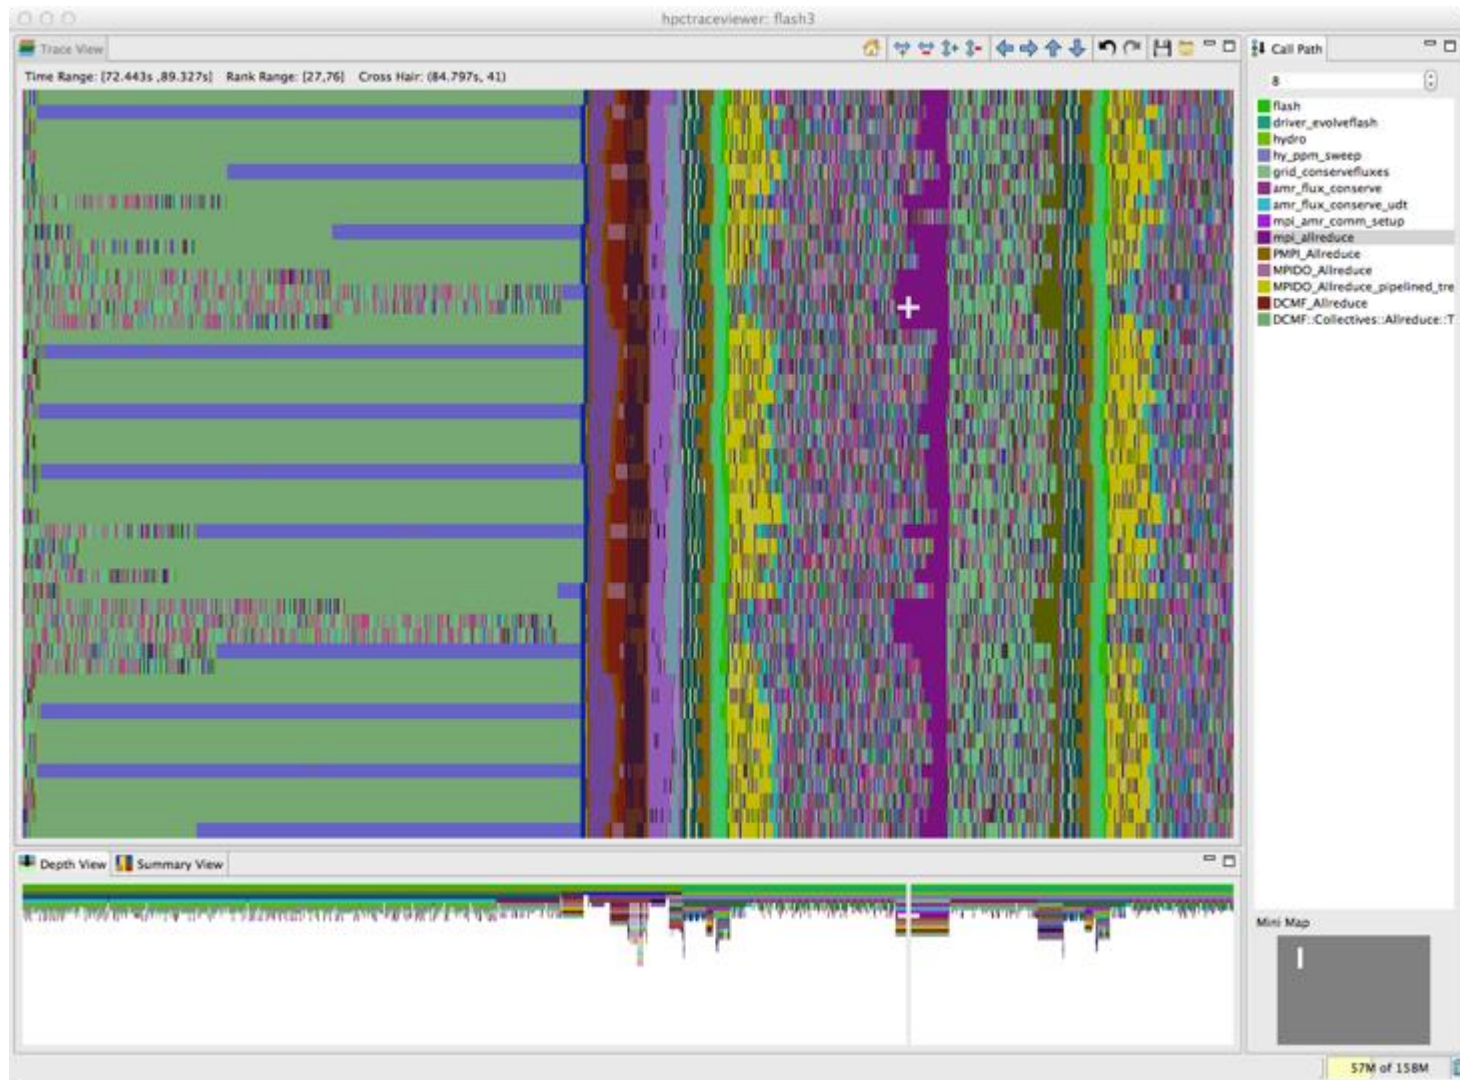 hpctraceviewer: flash3
Trace View
Time Range: [72.443s ,89.327s] Rank Range: [27,76] Cross Hair: (84.797s, 41)
Call Path
8
flash
driver_evolveflash
hydro
hy_ppm_sweep
grid_conservefluxes
amr_flux_conserve
amr_flux_conserve_udt
mpi_amr_comm_setup
mpi_allreduce
PMPI_Allreduce
MPIDO_Allreduce
MPIDO_Allreduce_pipelined_tre
DCMF_Allreduce
DCMF::Collectives::Allreduce::T
Depth View
Summary View
Mini Map
57M of 158M